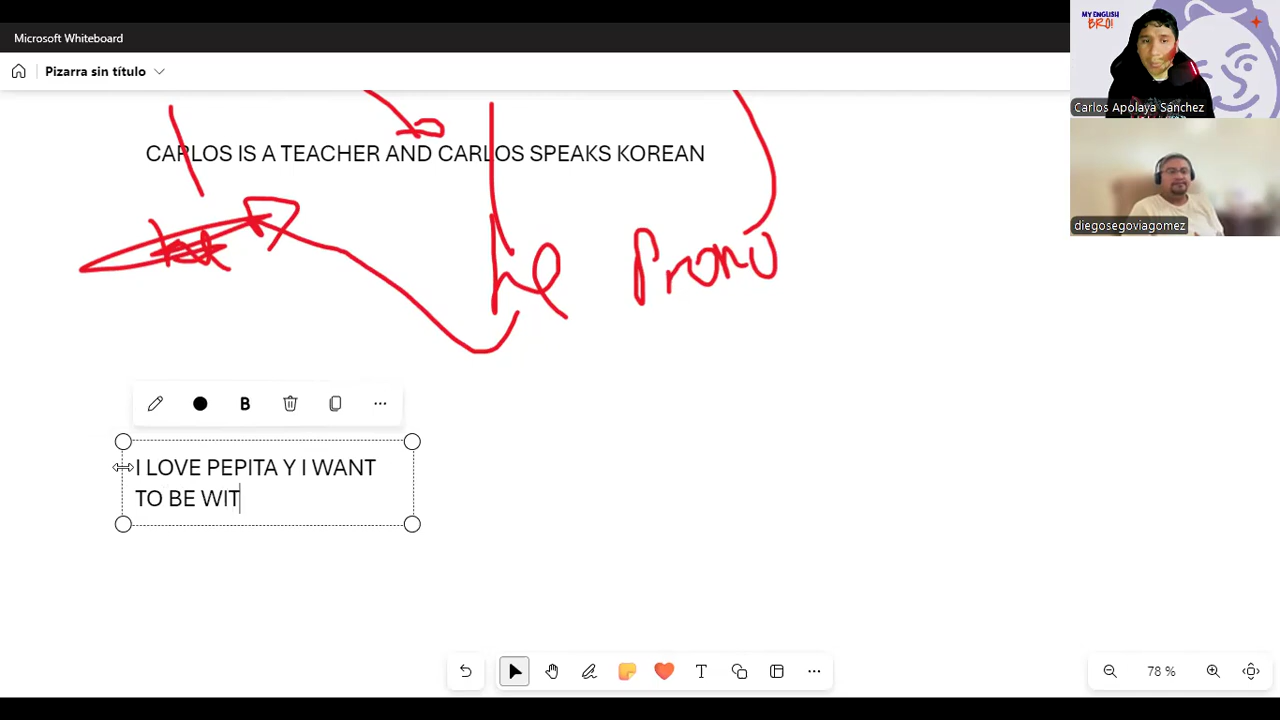 Microsoft Whiteboard
Pizarra sin título
MY ENGLISH
BRO!
Carlos Apolaya Sánchez
diegosegoviagomez
CARLOS IS A TEACHER AND CARLOS SPEAKS KOREAN
he Prono
B
I LOVE PEPITA Y I WANT
TO BE WIT
T
78 %